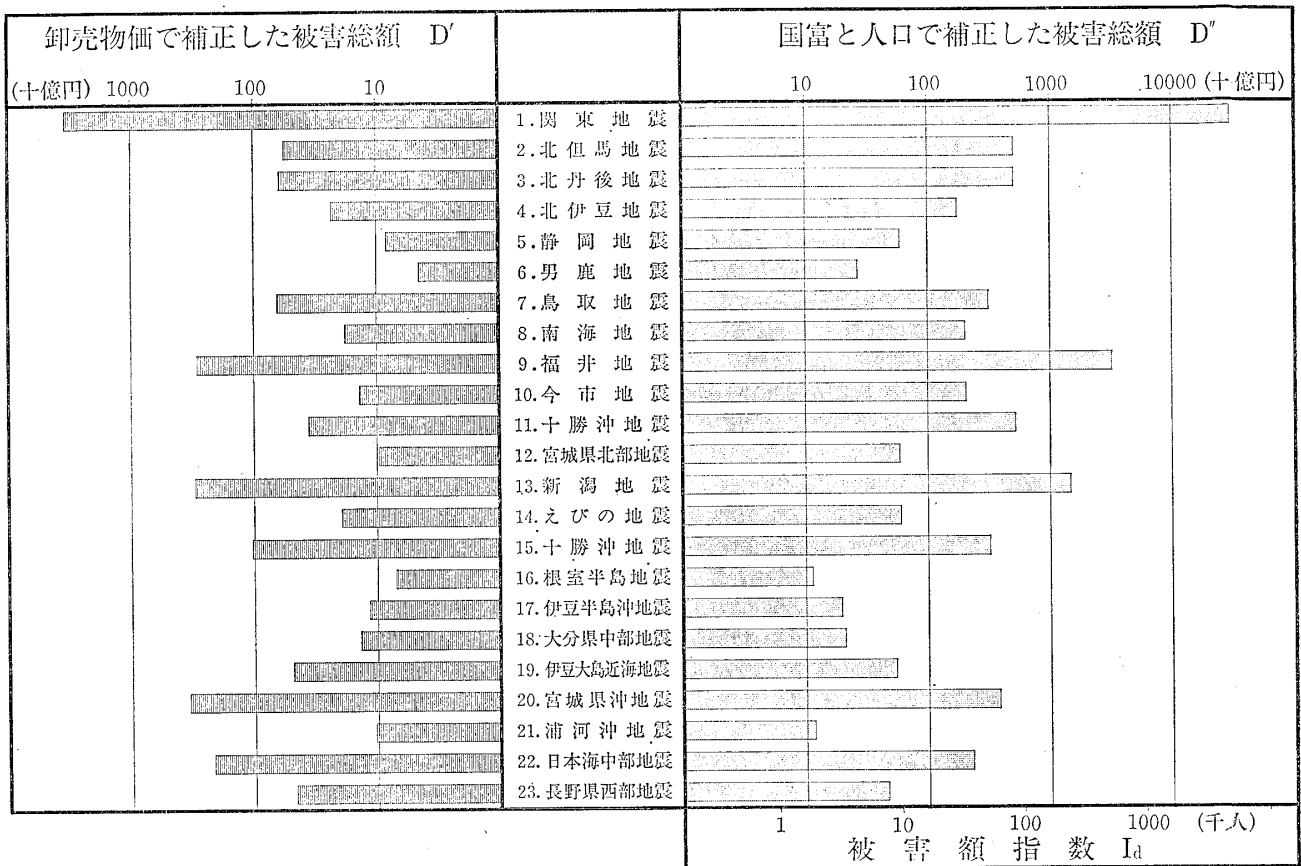 卸売物価で補正した被害総額 D′
国富と人口で補正した被害総額 D″
(十億円) 1000 100 10
10 100 1000 10000 (十億円)
1.関東地震
2.北但馬地震
3.北丹後地震
4.北伊豆地震
5.静岡地震
6.男鹿地震
7.鳥取地震
8.南海地震
9.福井地震
10.今市地震
11.十勝沖地震
12.宮城県北部地震
13.新潟地震
14.えびの地震
15.十勝沖地震
16.根室半島地震
17.伊豆半島沖地震
18.大分県中部地震
19.伊豆大島近海地震
20.宮城県沖地震
21.浦河沖地震
22.日本海中部地震
23.長野県西部地震
1 10 100 1000 (千人)
被害額指数 Id